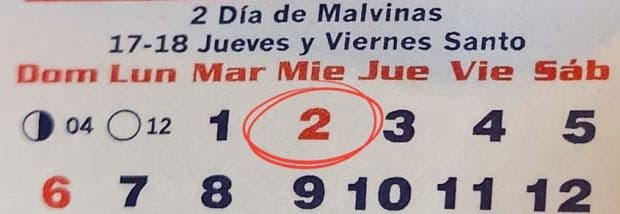 2 Día de Malvinas
17-18 Jueves y Viernes Santo
Dom Lun Mar Mie Jue Vie Sáb
04 12 1 2 3 4 5
6 7 8 9 10 11 12